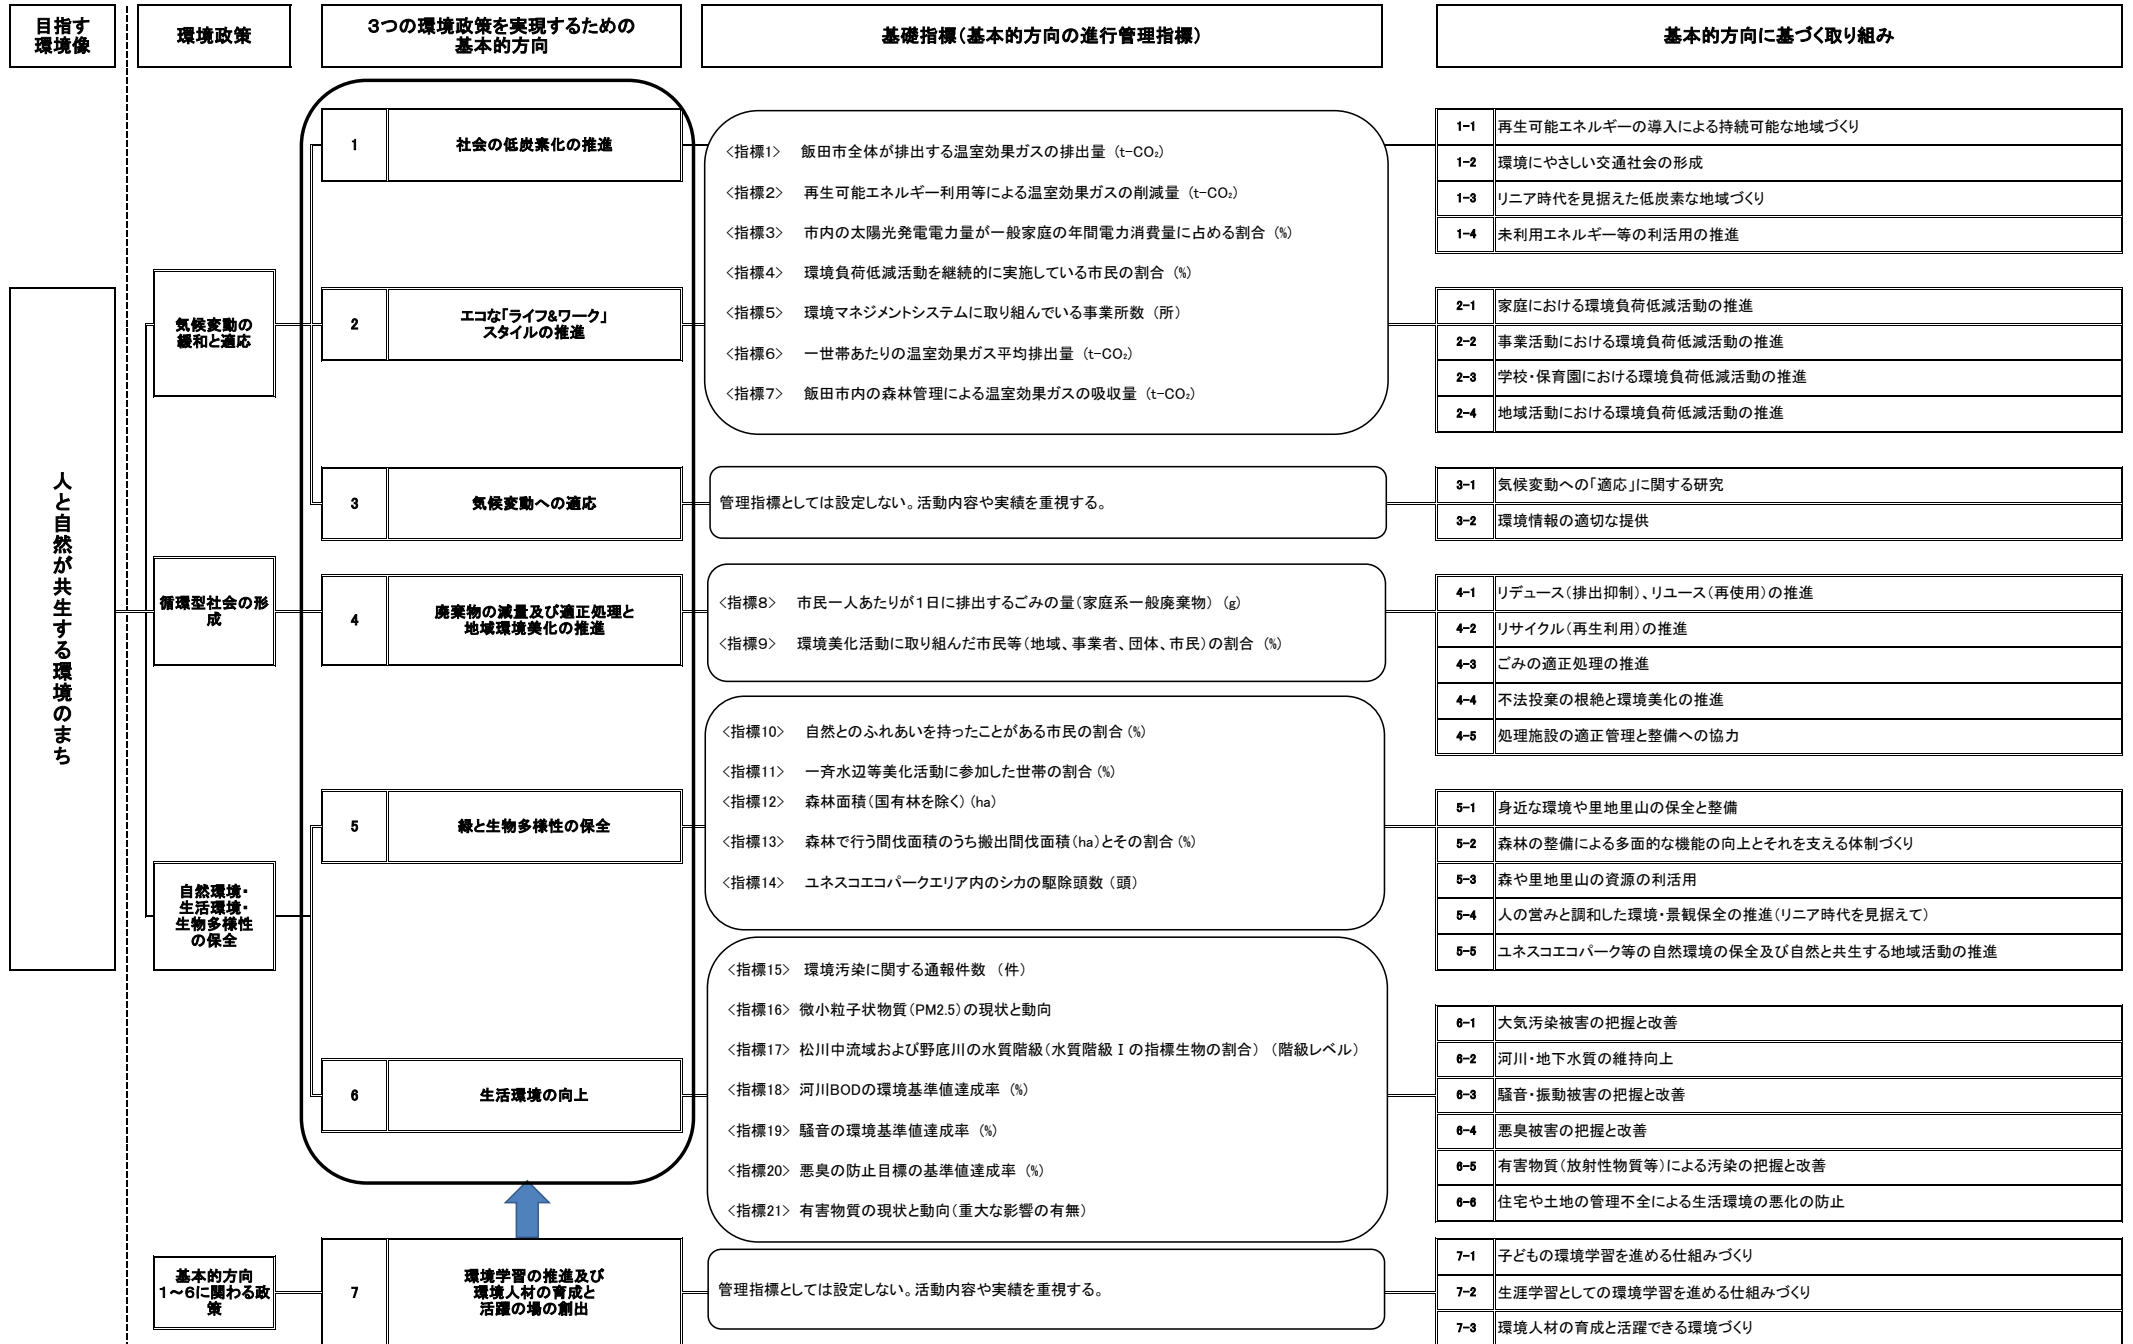 目指す
環境像
環境政策
3つの環境政策を実現するための
基本的方向
基礎指標（基本的方向の進行管理指標）
基本的方向に基づく取り組み
人と自然が共生する環境のまち
気候変動の
緩和と適応
1
社会の低炭素化の推進
<指標1> 飯田市全体が排出する温室効果ガスの排出量 (t-CO₂)
<指標2> 再生可能エネルギー利用等による温室効果ガスの削減量 (t-CO₂)
<指標3> 市内の太陽光発電電力量が一般家庭の年間電力消費量に占める割合 (%)
<指標4> 環境負荷低減活動を継続的に実施している市民の割合 (%)
<指標5> 環境マネジメントシステムに取り組んでいる事業所数 (所)
<指標6> 一世帯あたりの温室効果ガス平均排出量 (t-CO₂)
<指標7> 飯田市内の森林管理による温室効果ガスの吸収量 (t-CO₂)
1-1 再生可能エネルギーの導入による持続可能な地域づくり
1-2 環境にやさしい交通社会の形成
1-3 リニア時代を見据えた低炭素な地域づくり
1-4 未利用エネルギー等の利活用の推進
2
エコな「ライフ&ワーク」
スタイルの推進
2-1 家庭における環境負荷低減活動の推進
2-2 事業活動における環境負荷低減活動の推進
2-3 学校・保育園における環境負荷低減活動の推進
2-4 地域活動における環境負荷低減活動の推進
3
気候変動への適応
管理指標としては設定しない。活動内容や実績を重視する。
3-1 気候変動への「適応」に関する研究
3-2 環境情報の適切な提供
循環型社会の形
成
4
廃棄物の減量及び適正処理と
地域環境美化の推進
<指標8> 市民一人あたりが1日に排出するごみの量（家庭系一般廃棄物） (g)
<指標9> 環境美化活動に取り組んだ市民等（地域、事業者、団体、市民）の割合 (%)
4-1 リデュース（排出抑制）、リユース（再使用）の推進
4-2 リサイクル（再生利用）の推進
4-3 ごみの適正処理の推進
4-4 不法投棄の根絶と環境美化の推進
4-5 処理施設の適正管理と整備への協力
自然環境・
生活環境・
生物多様性
の保全
5
緑と生物多様性の保全
<指標10> 自然とのふれあいを持ったことがある市民の割合 (%)
<指標11> 一斉水辺等美化活動に参加した世帯の割合 (%)
<指標12> 森林面積（国有林を除く） (ha)
<指標13> 森林で行う間伐面積のうち搬出間伐面積(ha)とその割合 (%)
<指標14> ユネスコエコパークエリア内のシカの駆除頭数 (頭)
5-1 身近な環境や里地里山の保全と整備
5-2 森林の整備による多面的な機能の向上とそれを支える体制づくり
5-3 森や里地里山の資源の利活用
5-4 人の営みと調和した環境・景観保全の推進（リニア時代を見据えて）
5-5 ユネスコエコパーク等の自然環境の保全及び自然と共生する地域活動の推進
6
生活環境の向上
<指標15> 環境汚染に関する通報件数 (件)
<指標16> 微小粒子状物質（PM2.5）の現状と動向
<指標17> 松川中流域および野底川の水質階級（水質階級Ⅰの指標生物の割合） (階級レベル)
<指標18> 河川BODの環境基準値達成率 (%)
<指標19> 騒音の環境基準値達成率 (%)
<指標20> 悪臭の防止目標の基準値達成率 (%)
<指標21> 有害物質の現状と動向（重大な影響の有無）
6-1 大気汚染被害の把握と改善
6-2 河川・地下水質の維持向上
6-3 騒音・振動被害の把握と改善
6-4 悪臭被害の把握と改善
6-5 有害物質（放射性物質等）による汚染の把握と改善
6-6 住宅や土地の管理不全による生活環境の悪化の防止
基本的方向
1～6に関わる政
策
7
環境学習の推進及び
環境人材の育成と
活躍の場の創出
管理指標としては設定しない。活動内容や実績を重視する。
7-1 子どもの環境学習を進める仕組みづくり
7-2 生涯学習としての環境学習を進める仕組みづくり
7-3 環境人材の育成と活躍できる環境づくり